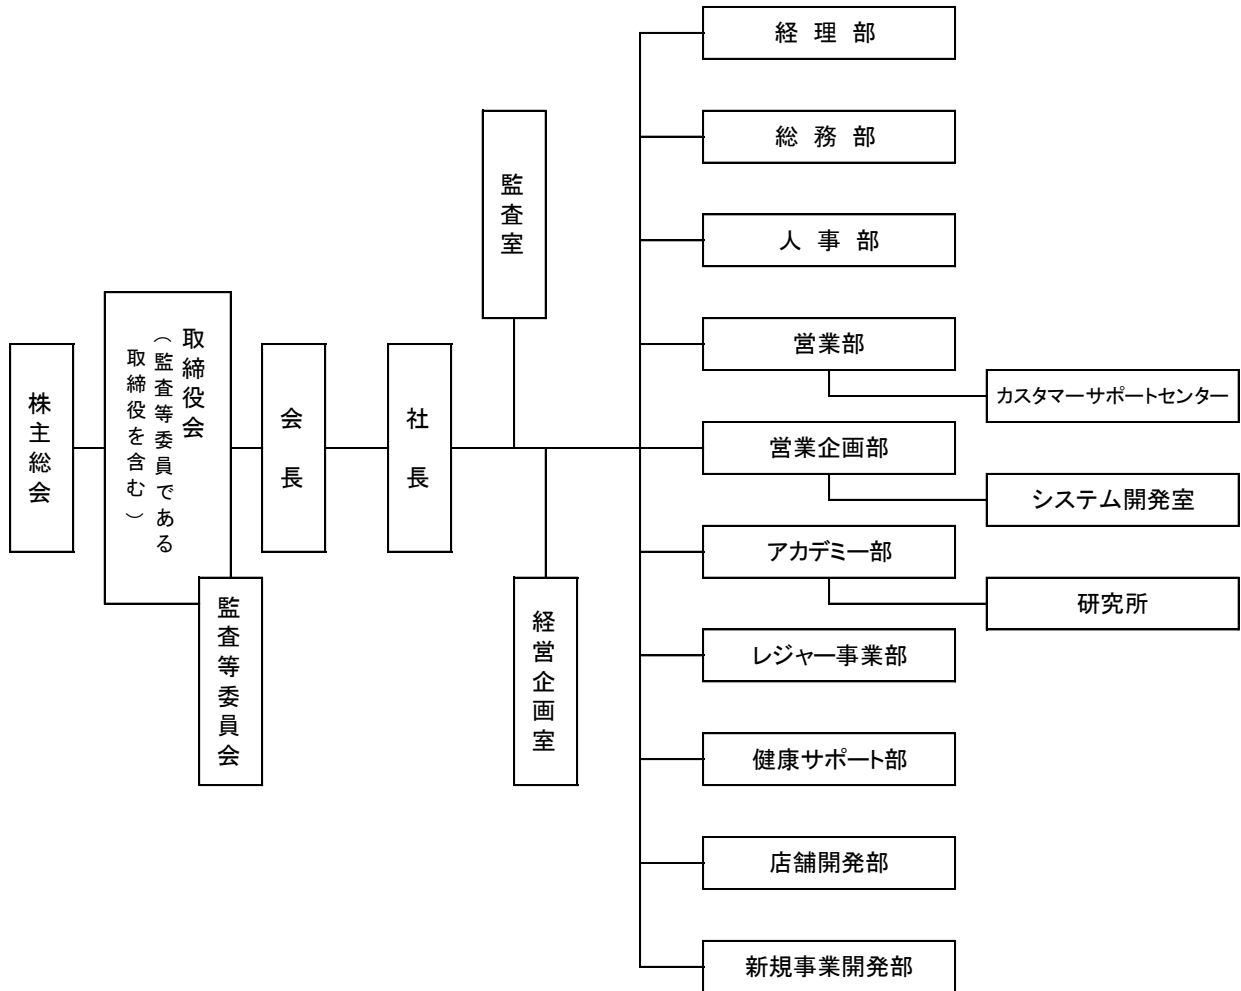 株主総会
取締役会
（監査等委員である
取締役を含む）
監査等委員会
会長
社長
監査室
経営企画室
経理部
総務部
人事部
営業部
カスタマーサポートセンター
営業企画部
システム開発室
アカデミー部
研究所
レジャー事業部
健康サポート部
店舗開発部
新規事業開発部